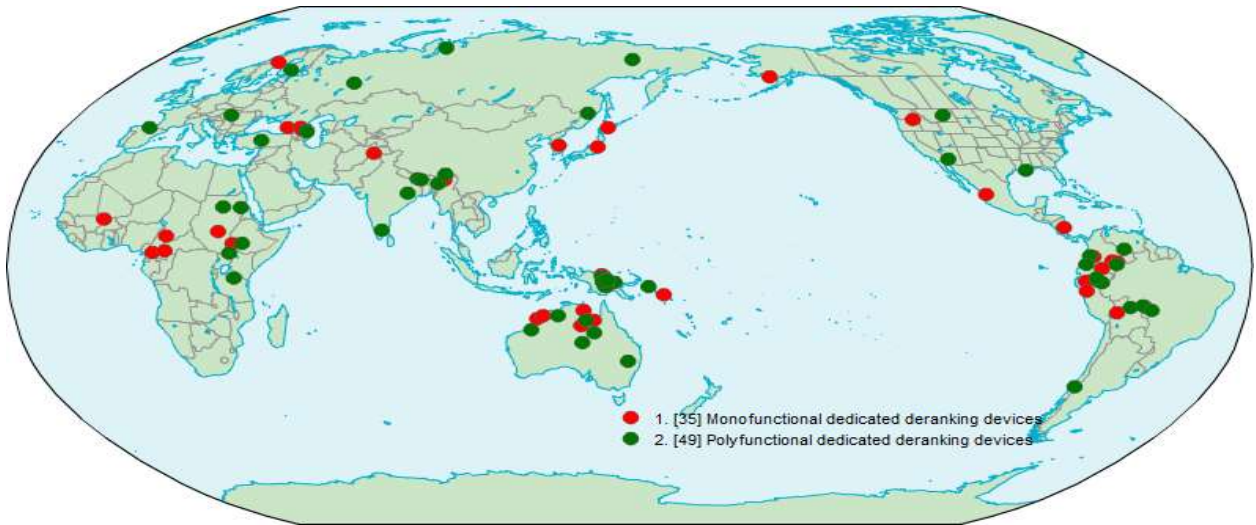 1. [35] Monofunctional dedicated deranking devices
2. [49] Polyfunctional dedicated deranking devices